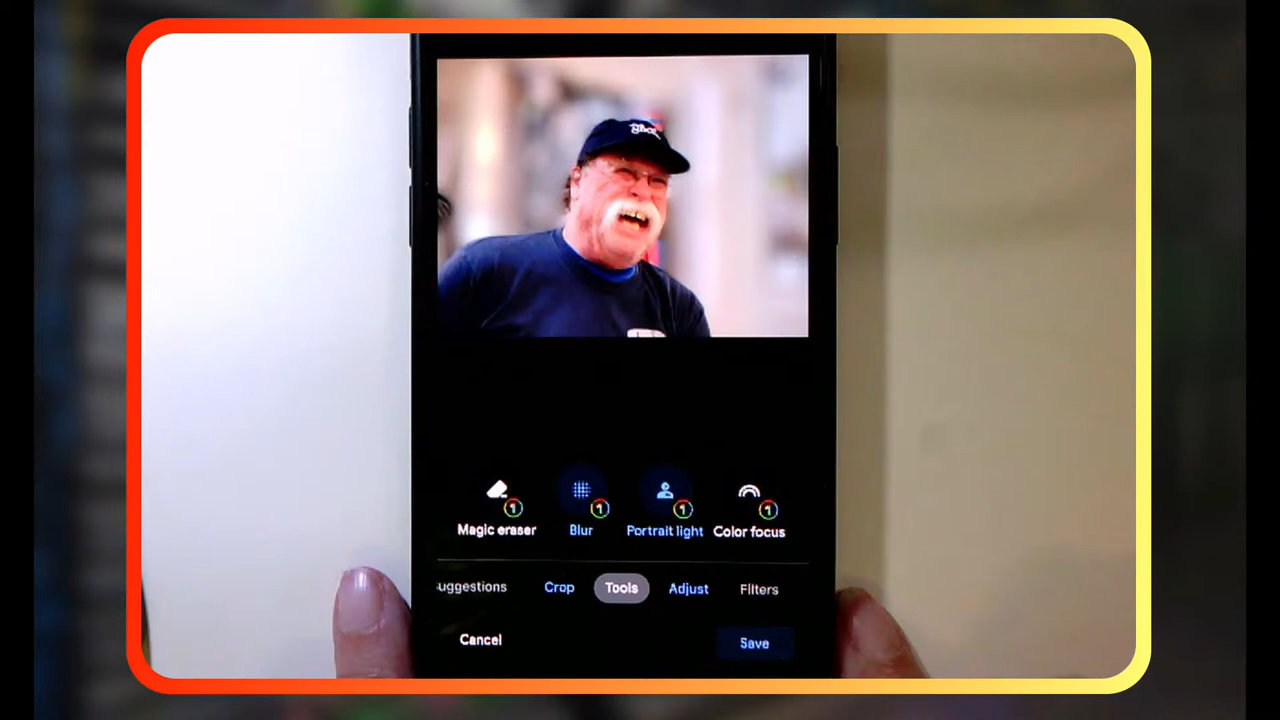 Magic eraser Blur Portrait light Color focus
uggestions Crop Tools Adjust Filters
Cancel Save